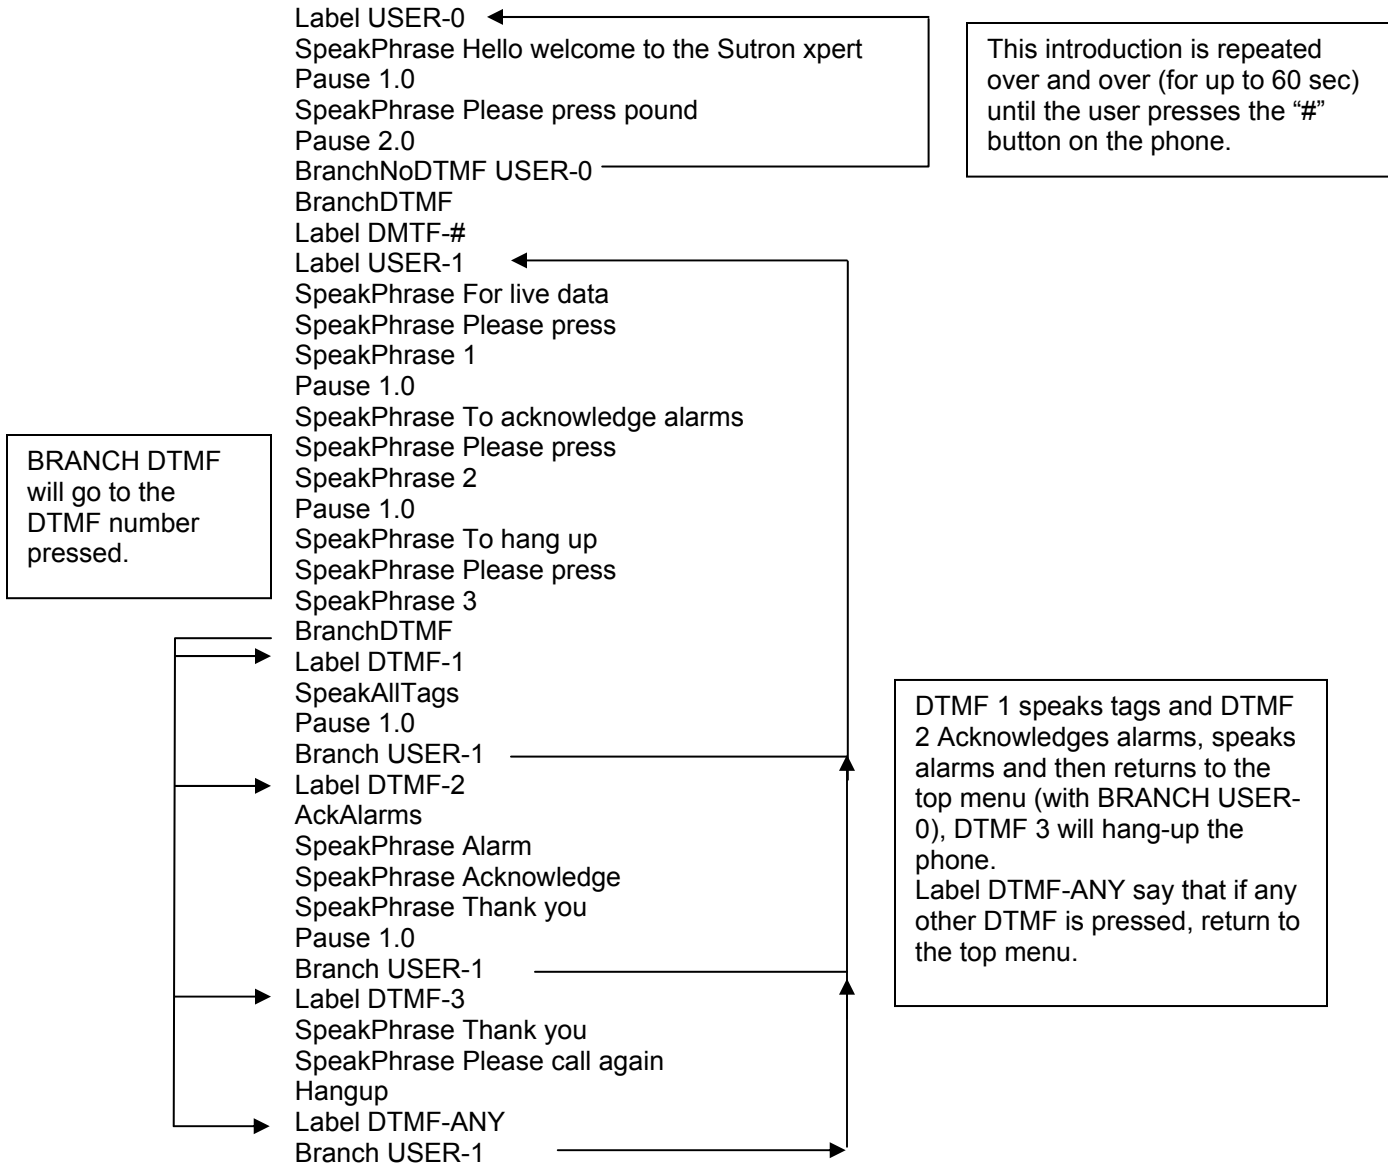 Label USER-0
SpeakPhrase Hello welcome to the Sutron xpert
Pause 1.0
SpeakPhrase Please press pound
Pause 2.0
BranchNoDTMF USER-0
BranchDTMF
Label DMTF-#
Label USER-1
SpeakPhrase For live data
SpeakPhrase Please press
SpeakPhrase 1
Pause 1.0
SpeakPhrase To acknowledge alarms
SpeakPhrase Please press
SpeakPhrase 2
Pause 1.0
SpeakPhrase To hang up
SpeakPhrase Please press
SpeakPhrase 3
BranchDTMF
Label DTMF-1
SpeakAllTags
Pause 1.0
Branch USER-1
Label DTMF-2
AckAlarms
SpeakPhrase Alarm
SpeakPhrase Acknowledge
SpeakPhrase Thank you
Pause 1.0
Branch USER-1
Label DTMF-3
SpeakPhrase Thank you
SpeakPhrase Please call again
Hangup
Label DTMF-ANY
Branch USER-1
This introduction is repeated
over and over (for up to 60 sec)
until the user presses the “#”
button on the phone.
BRANCH DTMF
will go to the
DTMF number
pressed.
DTMF 1 speaks tags and DTMF
2 Acknowledges alarms, speaks
alarms and then returns to the
top menu (with BRANCH USER-
0), DTMF 3 will hang-up the
phone.
Label DTMF-ANY say that if any
other DTMF is pressed, return to
the top menu.